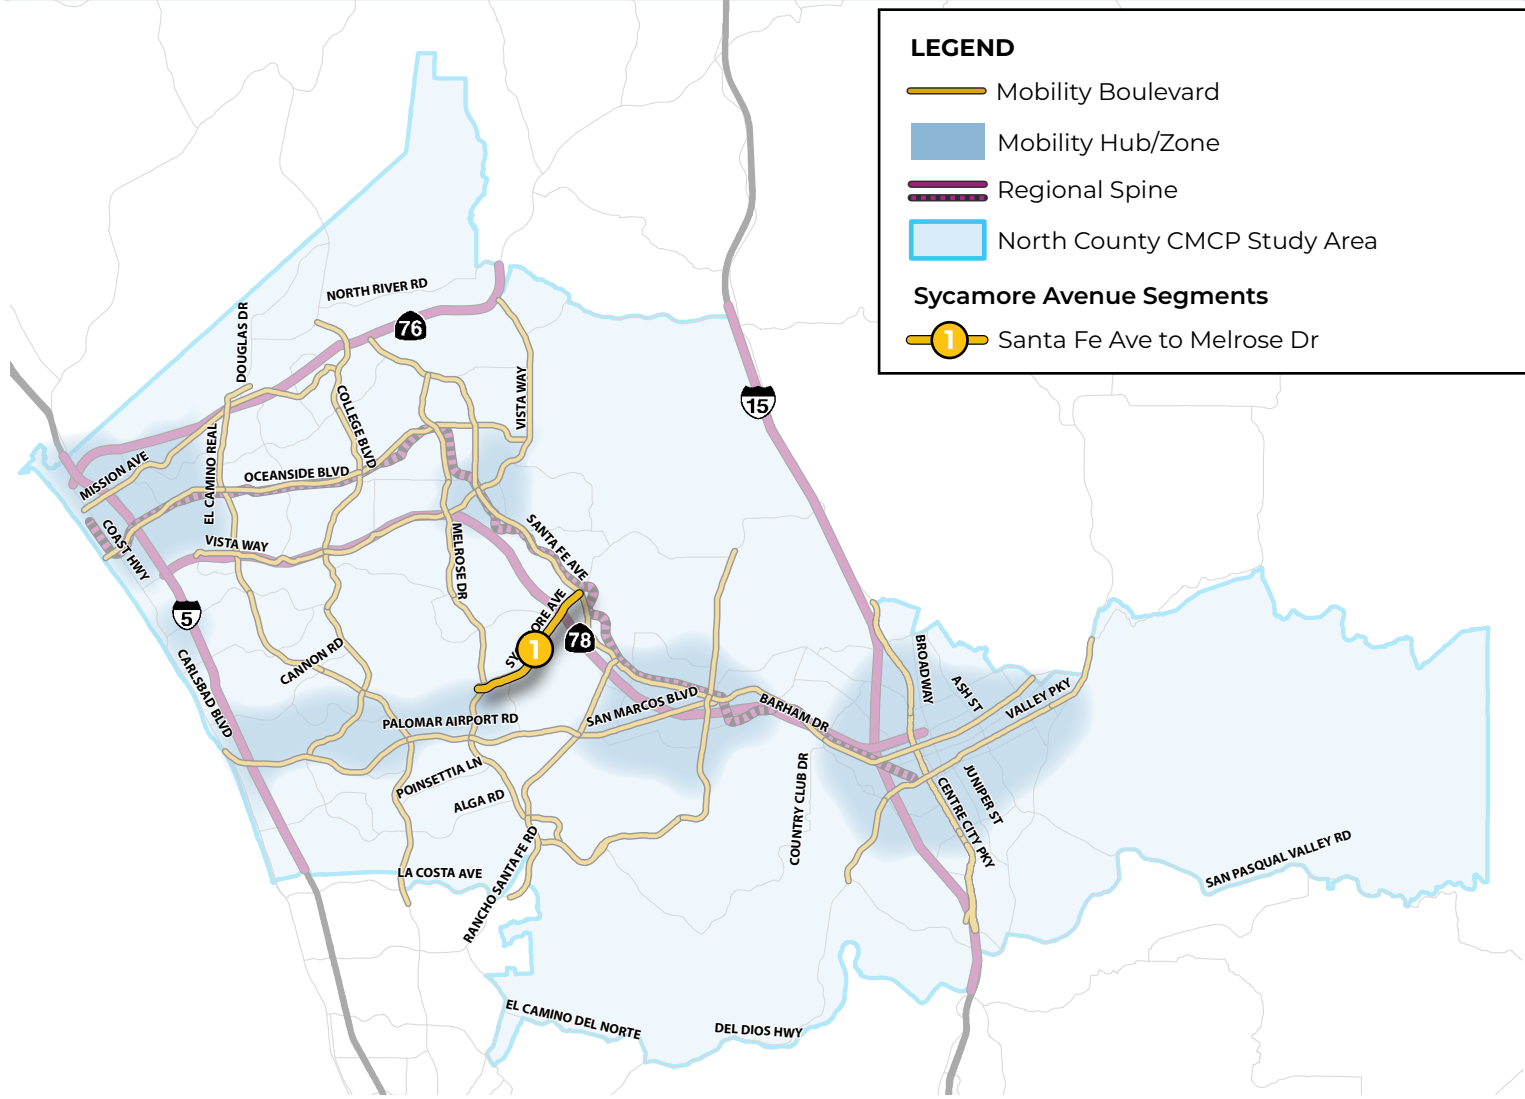 LEGEND
Mobility Boulevard
Mobility Hub/Zone
Regional Spine
North County CMCP Study Area
Sycamore Avenue Segments
1 Santa Fe Ave to Melrose Dr
NORTH RIVER RD
76
DOUGLAS DR
COLLEGE BLVD
VISTA WAY
15
EL CAMINO REAL
MISSION AVE
OCEANSIDE BLVD
COAST HWY
VISTA WAY
MELROSE DR
SANTA FE AVE
SY
ORE AVE
1
78
5
CANNON RD
CARLSBAD BLVD
PALOMAR AIRPORT RD
SAN MARCOS BLVD
BARHAM DR
BROADWAY
ASH ST
VALLEY PKY
POINSETTIA LN
ALGA RD
COUNTRY CLUB DR
JUNIPER ST
CENTRE CITY PKY
LA COSTA AVE
RANCHO SANTA FE RD
SAN PASQUAL VALLEY RD
EL CAMINO DEL NORTE
DEL DIOS HWY